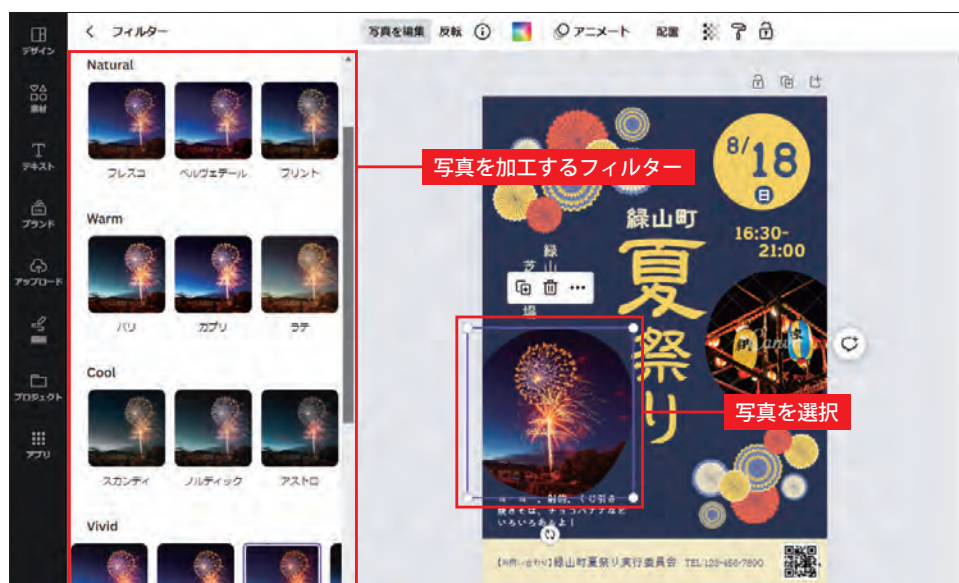 フィルター
写真を編集 反転 アニメート 配置
デザイン
素材
テキスト
ブランド
アップロード
プロジェクト
アプリ
Natural
フレスコ ベルヴェデール プリント
Warm
パリ カプリ ラテ
Cool
スカンディ ノルディック アストロ
Vivid
写真を加工するフィルター
写真を選択
8/18
日
16:30-
21:00
緑山町
夏祭り
緑山
芝
場
Canva
、射的、くじ引き
焼きそば、チョコバナナなど
いろいろあるよ!
【お問い合わせ】緑山町夏祭り実行委員会 TEL:123-456-7890